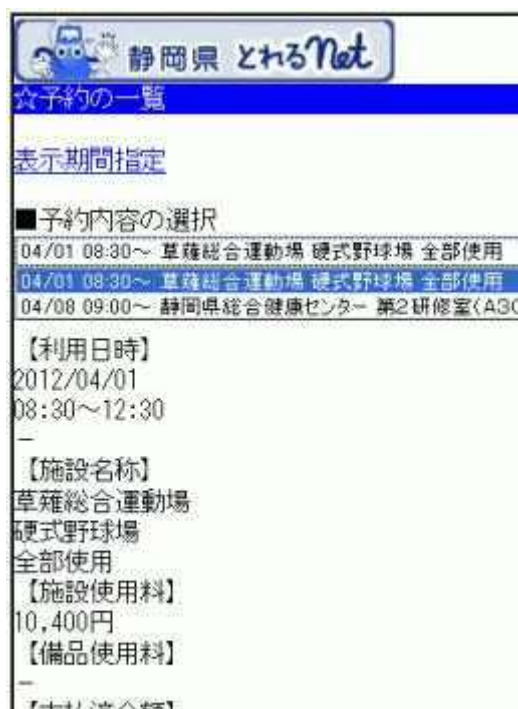 静岡県 とれるnet
☆予約の一覧
表示期間指定
■予約内容の選択
04/01 08:30～ 草薙総合運動場 硬式野球場 全部使用
04/01 08:30～ 草薙総合運動場 硬式野球場 全部使用
04/08 09:00～ 静岡県総合健康センター 第2研修室(A30
【利用日時】
2012/04/01
08:30～12:30
－
【施設名称】
草薙総合運動場
硬式野球場
全部使用
【施設使用料】
10,400円
【備品使用料】
－